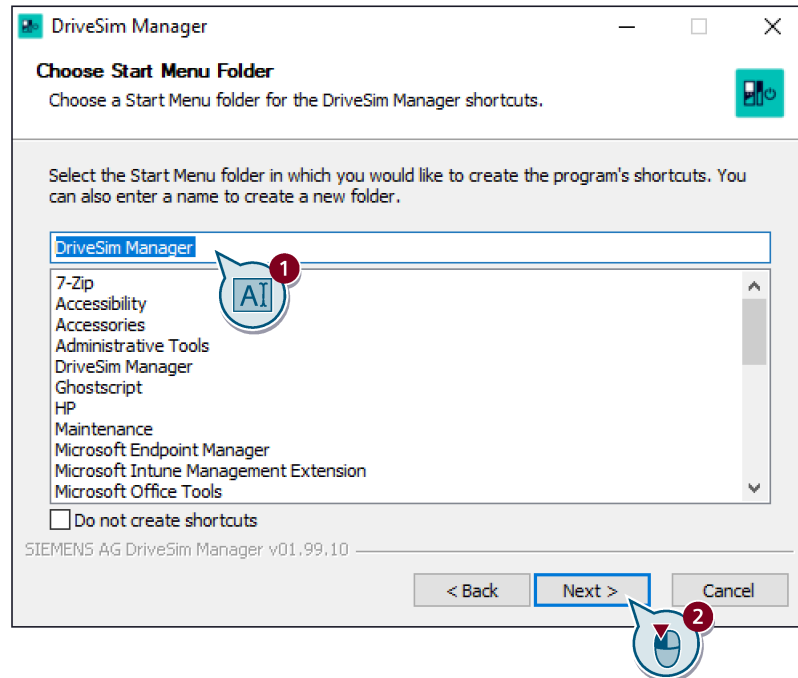 DriveSim Manager
Choose Start Menu Folder
Choose a Start Menu folder for the DriveSim Manager shortcuts.
Select the Start Menu folder in which you would like to create the program's shortcuts. You
can also enter a name to create a new folder.
DriveSim Manager
1
AI
7-Zip
Accessibility
Accessories
Administrative Tools
DriveSim Manager
Ghostscript
HP
Maintenance
Microsoft Endpoint Manager
Microsoft Intune Management Extension
Microsoft Office Tools
Do not create shortcuts
SIEMENS AG DriveSim Manager v01.99.10
< Back Next > Cancel
2